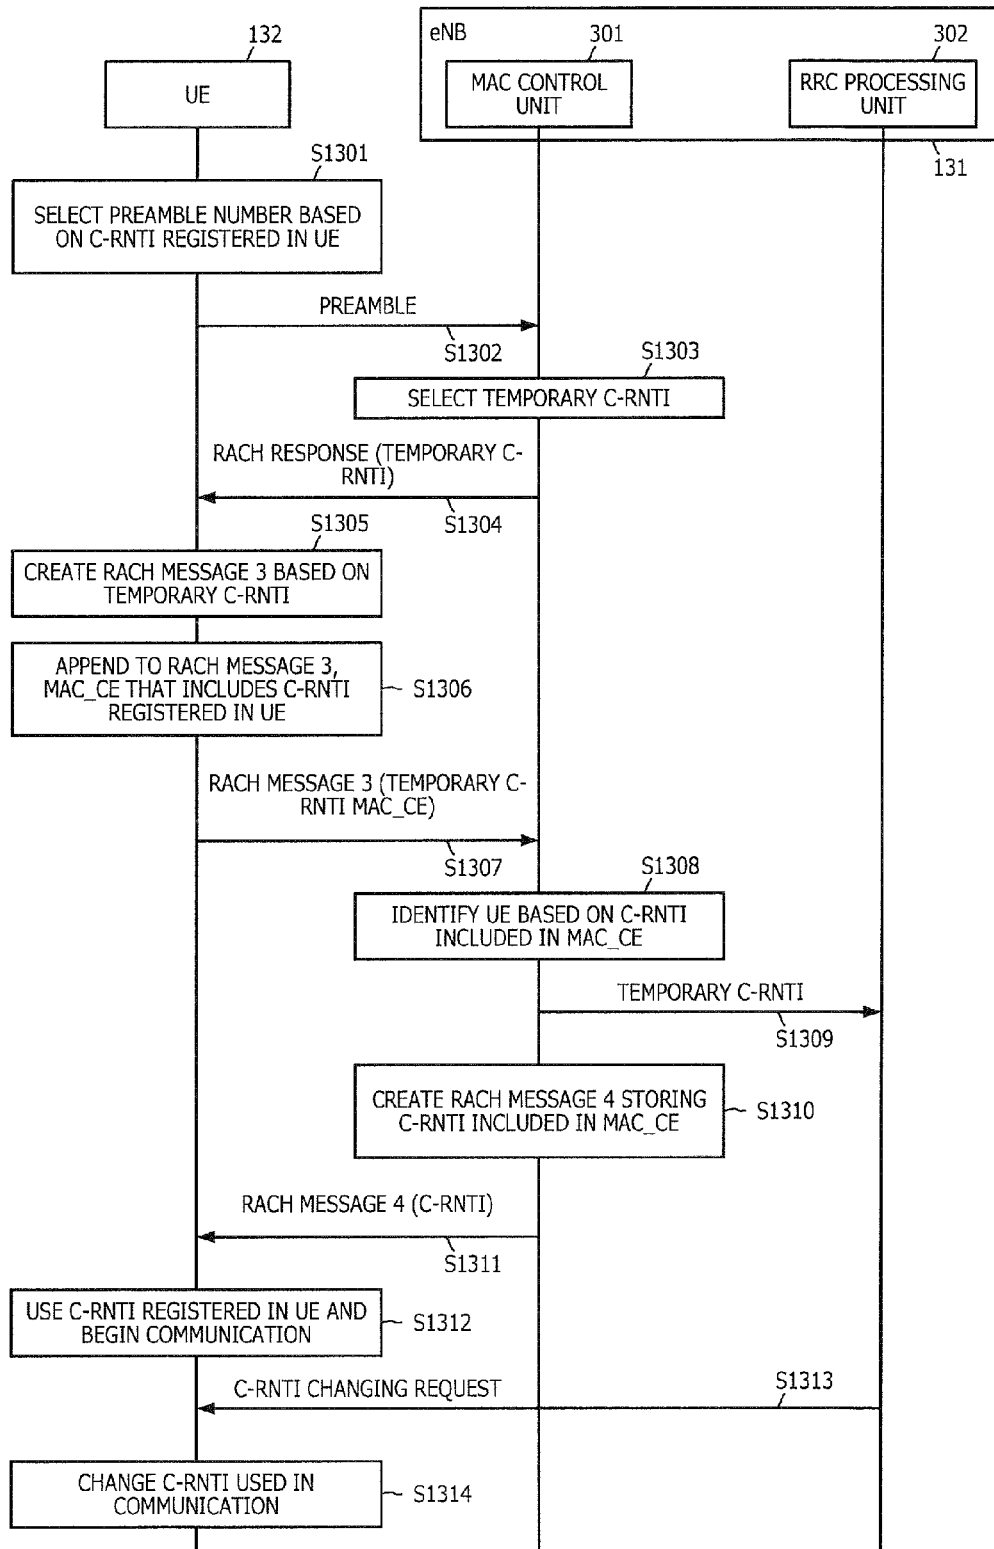 eNB
132
301
302
UE
MAC CONTROL
UNIT
RRC PROCESSING
UNIT
131
S1301
SELECT PREAMBLE NUMBER BASED
ON C-RNTI REGISTERED IN UE
PREAMBLE
S1302
S1303
SELECT TEMPORARY C-RNTI
RACH RESPONSE (TEMPORARY C-
RNTI)
S1304
S1305
CREATE RACH MESSAGE 3 BASED ON
TEMPORARY C-RNTI
APPEND TO RACH MESSAGE 3,
MAC_CE THAT INCLUDES C-RNTI
REGISTERED IN UE
S1306
RACH MESSAGE 3 (TEMPORARY C-
RNTI MAC_CE)
S1307
S1308
IDENTIFY UE BASED ON C-RNTI
INCLUDED IN MAC_CE
TEMPORARY C-RNTI
S1309
CREATE RACH MESSAGE 4 STORING
C-RNTI INCLUDED IN MAC_CE
S1310
RACH MESSAGE 4 (C-RNTI)
S1311
USE C-RNTI REGISTERED IN UE AND
BEGIN COMMUNICATION
S1312
C-RNTI CHANGING REQUEST
S1313
CHANGE C-RNTI USED IN
COMMUNICATION
S1314